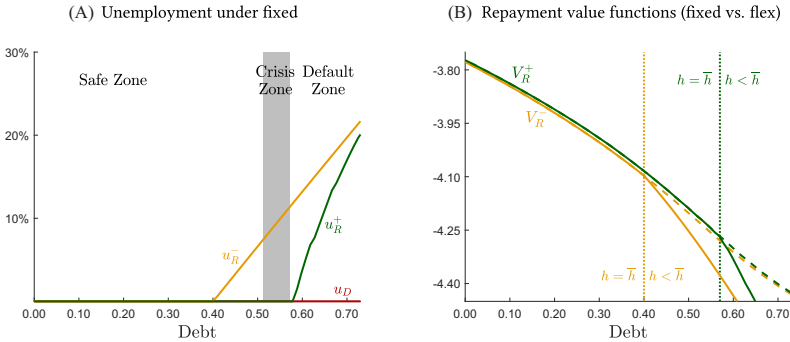 (A) Unemployment under fixed
30%
20%
10%
Safe Zone
Crisis Zone
Default Zone
u_R^-
u_R^+
u_D
0.00 0.10 0.20 0.30 0.40 0.50 0.60 0.70
Debt
(B) Repayment value functions (fixed vs. flex)
-3.80
-3.95
-4.10
-4.25
-4.40
V_R^+
V_R^-
h = h̅ h < h̅
h = h̅ h < h̅
0.00 0.10 0.20 0.30 0.40 0.50 0.60 0.70
Debt